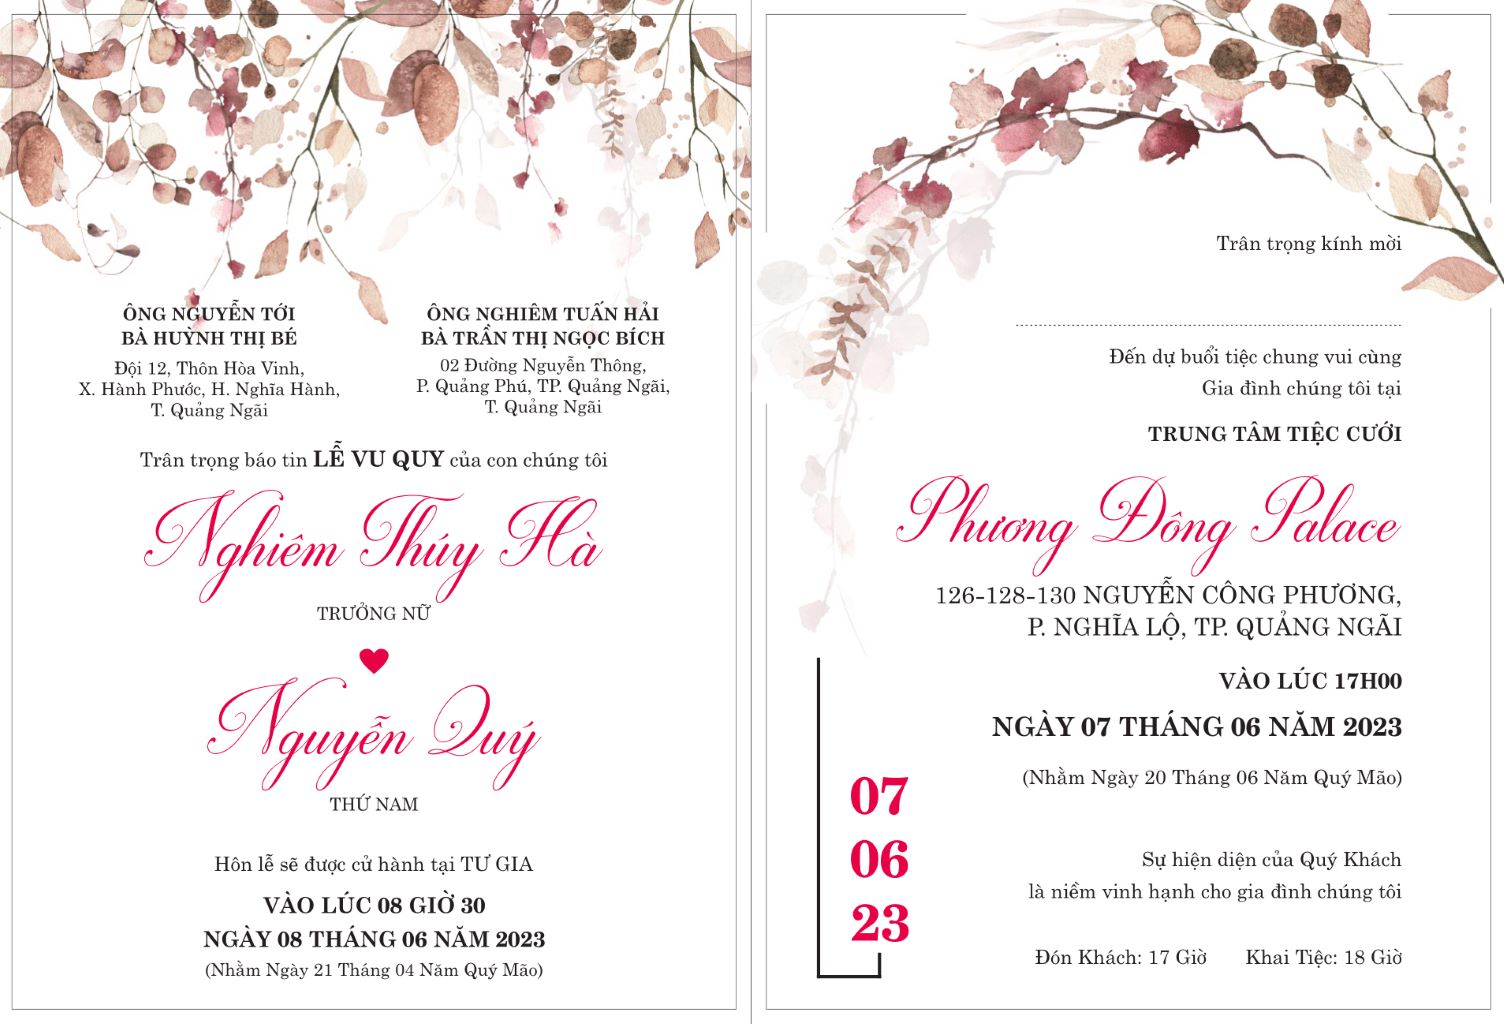 ÔNG NGUYỄN TỚI
BÀ HUỲNH THỊ BÉ
Đội 12, Thôn Hòa Vinh,
X. Hành Phước, H. Nghĩa Hành,
T. Quảng Ngãi
ÔNG NGHIÊM TUẤN HẢI
BÀ TRẦN THỊ NGỌC BÍCH
02 Đường Nguyễn Thông,
P. Quảng Phú, TP. Quảng Ngãi,
T. Quảng Ngãi
Trân trọng báo tin LỄ VU QUY của con chúng tôi
Nghiêm Thúy Hà
TRƯỞNG NỮ
Nguyễn Quý
THỨ NAM
Hôn lễ sẽ được cử hành tại TƯ GIA
VÀO LÚC 08 GIỜ 30
NGÀY 08 THÁNG 06 NĂM 2023
(Nhằm Ngày 21 Tháng 04 Năm Quý Mão)
Trân trọng kính mời
Đến dự buổi tiệc chung vui cùng
Gia đình chúng tôi tại
TRUNG TÂM TIỆC CƯỚI
Phương Đông Palace
126-128-130 NGUYỄN CÔNG PHƯƠNG,
P. NGHĨA LỘ, TP. QUẢNG NGÃI
VÀO LÚC 17H00
NGÀY 07 THÁNG 06 NĂM 2023
(Nhằm Ngày 20 Tháng 06 Năm Quý Mão)
07
06
23
Sự hiện diện của Quý Khách
là niềm vinh hạnh cho gia đình chúng tôi
Đón Khách: 17 Giờ Khai Tiệc: 18 Giờ